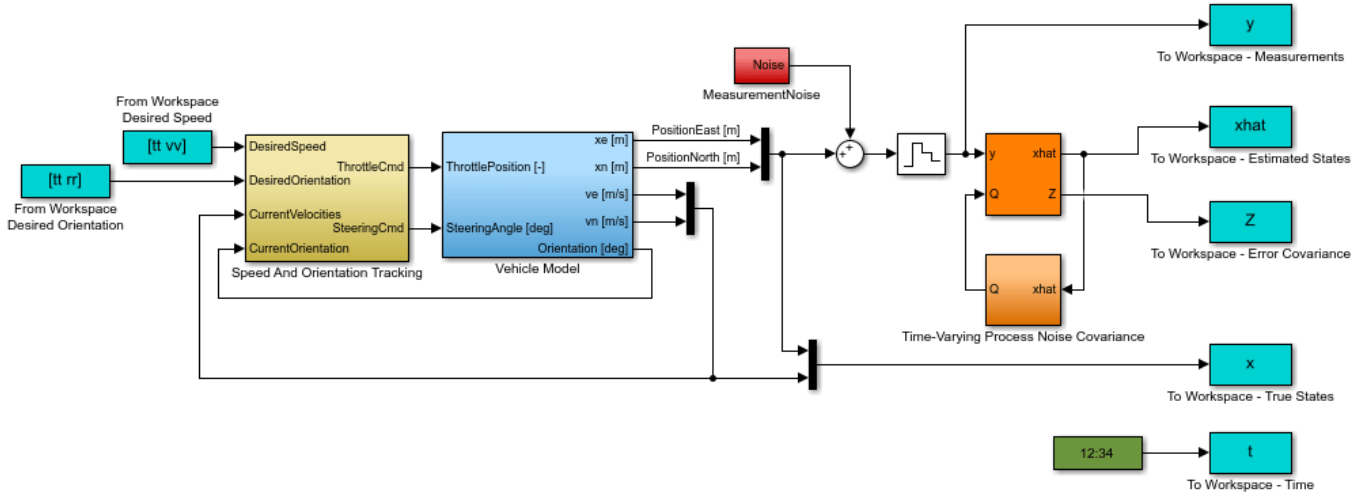 y
To Workspace - Measurements
Noise
MeasurementNoise
From Workspace
Desired Speed
[tt vv]
[tt rr]
From Workspace
Desired Orientation
DesiredSpeed
ThrottleCmd
DesiredOrientation
CurrentVelocities
SteeringCmd
CurrentOrientation
Speed And Orientation Tracking
xe [m]
ThrottlePosition [-]
xn [m]
ve [m/s]
SteeringAngle [deg]
vn [m/s]
Orientation [deg]
Vehicle Model
PositionEast [m]
PositionNorth [m]
+
+
y
xhat
Q
Z
xhat
To Workspace - Estimated States
Z
To Workspace - Error Covariance
Q
xhat
Time-Varying Process Noise Covariance
x
To Workspace - True States
12:34
t
To Workspace - Time